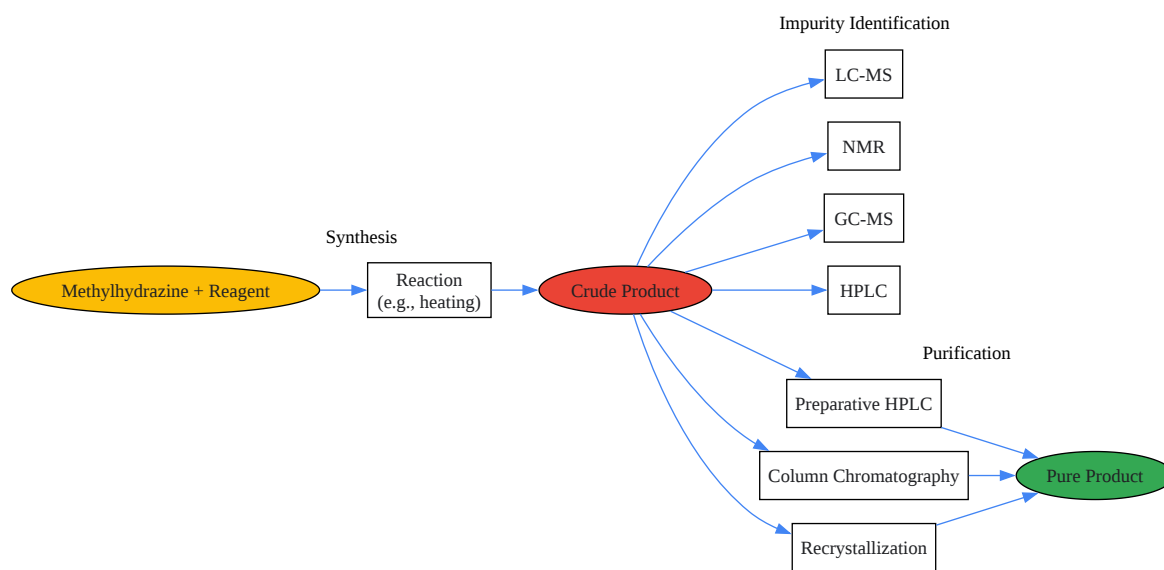 Impurity Identification
LC-MS
NMR
GC-MS
Synthesis
Methylhydrazine + Reagent
Reaction
(e.g., heating)
Crude Product
HPLC
Purification
Preparative HPLC
Column Chromatography
Pure Product
Recrystallization